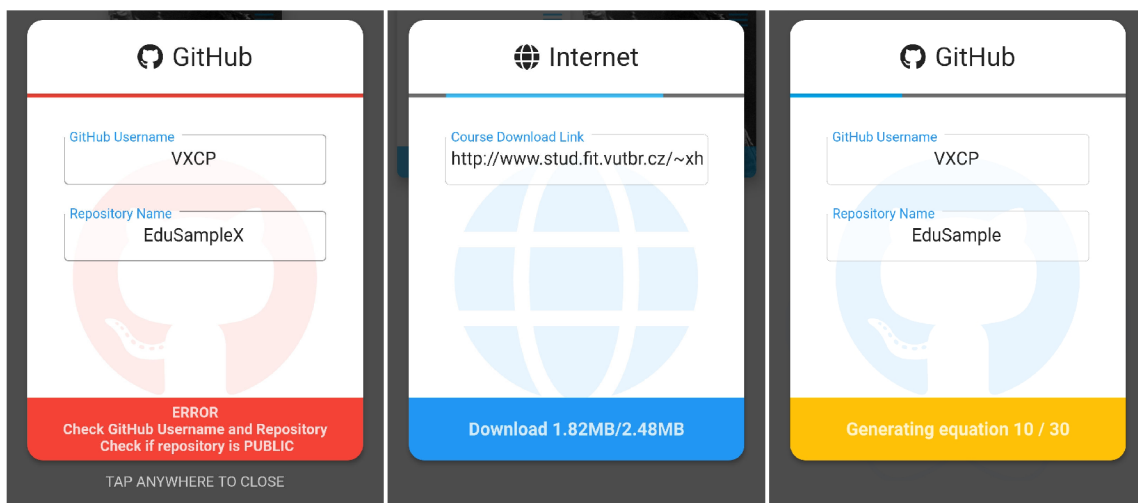 GitHub
GitHub Username
VXCP
Repository Name
EduSampleX
ERROR
Check GitHub Username and Repository
Check if repository is PUBLIC
TAP ANYWHERE TO CLOSE
Internet
Course Download Link
http://www.stud.fit.vutbr.cz/~xh
Download 1.82MB/2.48MB
GitHub
GitHub Username
VXCP
Repository Name
EduSample
Generating equation 10 / 30